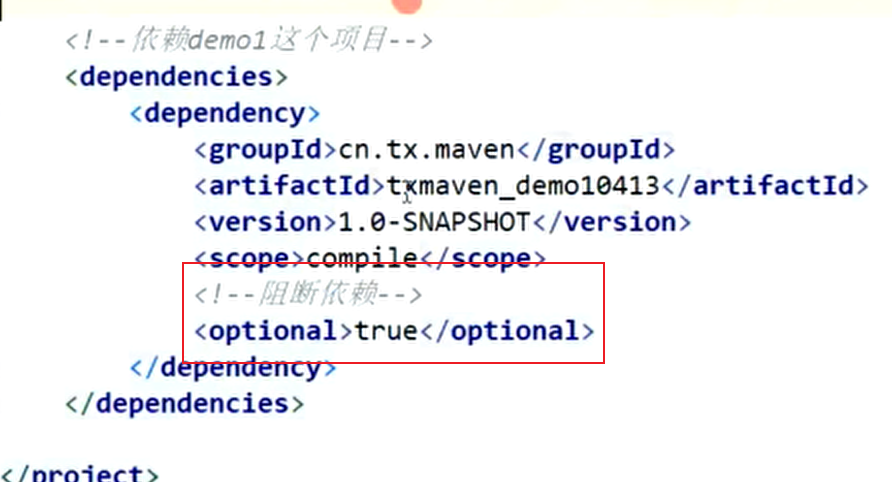 <!--依赖demo1这个项目-->
<dependencies>
<dependency>
<groupId>cn.tx.maven</groupId>
<artifactId>txmaven_demo10413</artifactId>
<version>1.0-SNAPSHOT</version>
<scope>compile</scope>
<!--阻断依赖-->
<optional>true</optional>
</dependency>
</dependencies>
</project>